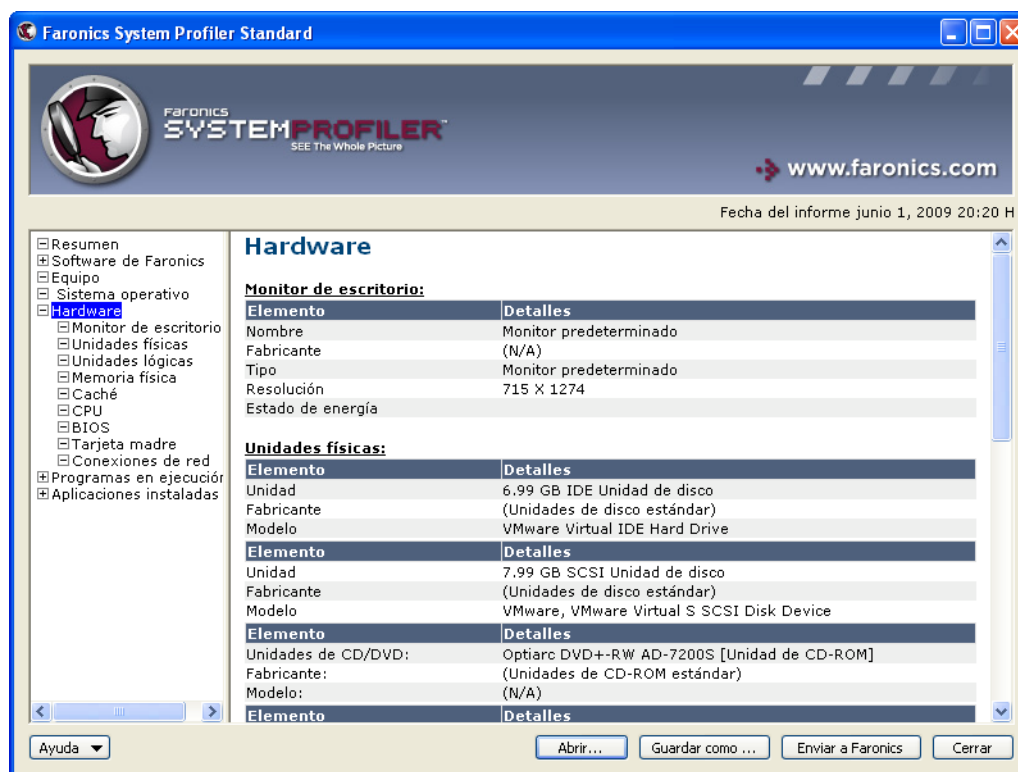 Faronics System Profiler Standard
Faronics
SYSTEMPROFILER™
SEE The Whole Picture
www.faronics.com
Fecha del informe junio 1, 2009 20:20 H
Resumen
Software de Faronics
Equipo
Sistema operativo
Hardware
Monitor de escritorio
Unidades físicas
Unidades lógicas
Memoria física
Caché
CPU
BIOS
Tarjeta madre
Conexiones de red
Programas en ejecución
Aplicaciones instaladas
Hardware
Monitor de escritorio:
Elemento Detalles
Nombre Monitor predeterminado
Fabricante (N/A)
Tipo Monitor predeterminado
Resolución 715 X 1274
Estado de energía
Unidades físicas:
Elemento Detalles
Unidad 6.99 GB IDE Unidad de disco
Fabricante (Unidades de disco estándar)
Modelo VMware Virtual IDE Hard Drive
Elemento Detalles
Unidad 7.99 GB SCSI Unidad de disco
Fabricante (Unidades de disco estándar)
Modelo VMware, VMware Virtual S SCSI Disk Device
Elemento Detalles
Unidades de CD/DVD: Optiarc DVD+-RW AD-7200S [Unidad de CD-ROM]
Fabricante: (Unidades de CD-ROM estándar)
Modelo: (N/A)
Elemento Detalles
Ayuda Abrir... Guardar como ... Enviar a Faronics Cerrar